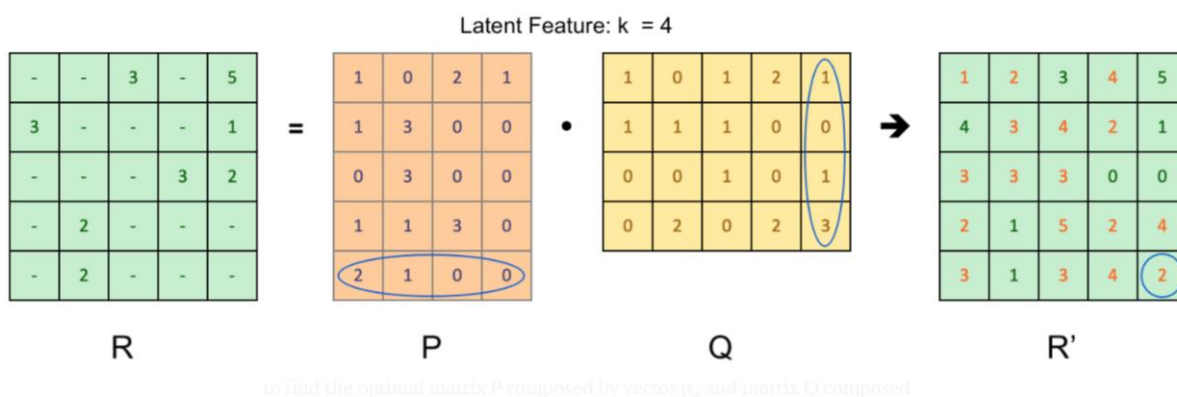 Latent Feature: k = 4
- - 3 - 5 1 0 2 1 1 0 1 2 1 1 2 3 4 5
3 - - - 1 = 1 3 0 0 • 1 1 1 0 0 → 4 3 4 2 1
- - - 3 2 0 3 0 0 0 0 1 0 1 3 3 3 0 0
- 2 - - - 1 1 3 0 0 2 0 2 3 2 1 5 2 4
- 2 - - - 2 1 0 0 3 1 3 4 2
R P Q R'
to find the optimal matrix P composed by vector pᵤ and matrix Q composed